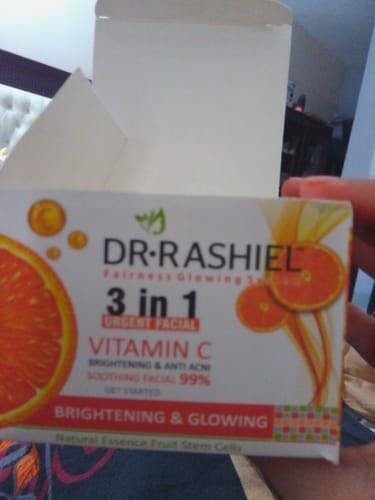 DR·RASHIEL
Fairness Glowing
3 in 1
URGENT FACIAL
VITAMIN C
BRIGHTENING & ANTI ACNI
SOOTHING FACIAL 99%
GET STARTED
BRIGHTENING & GLOWING
Natural Essence Fruit Stem Cells